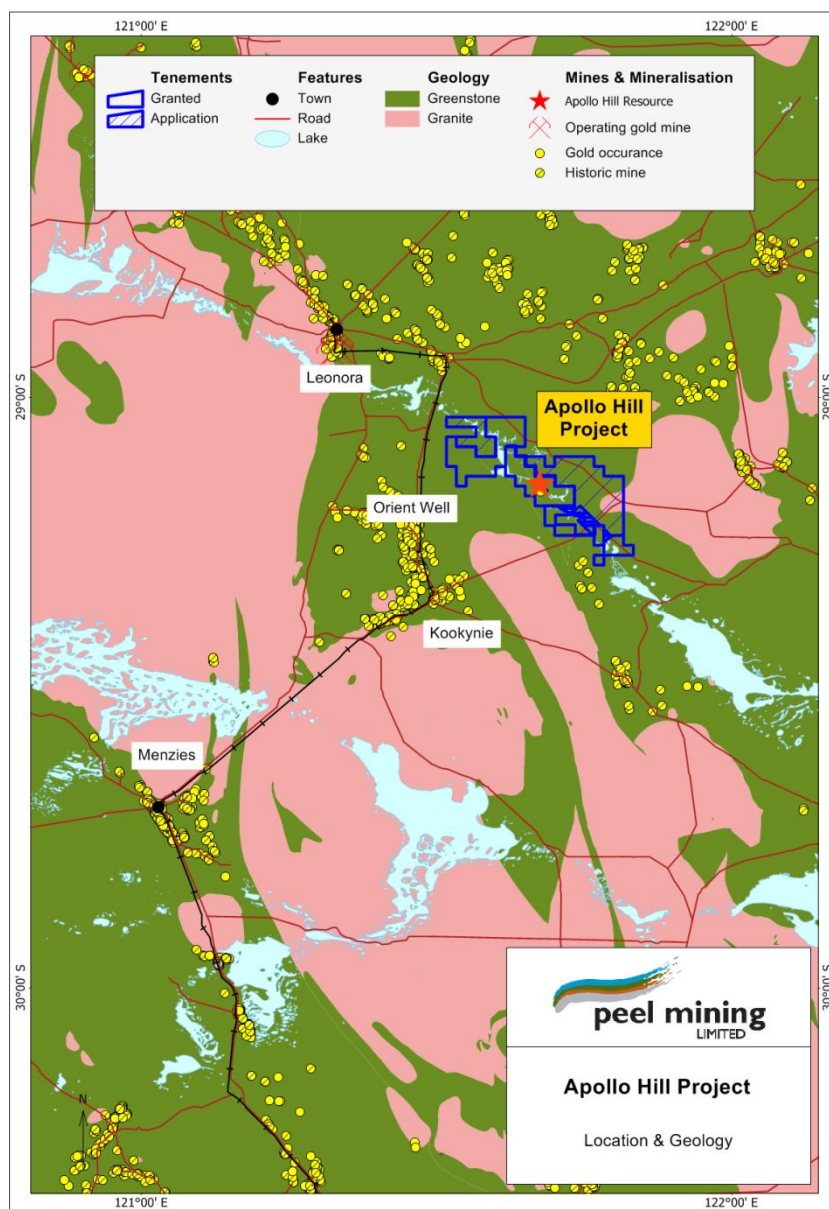 121°00' E
122°00' E
Tenements
Granted
Application
Features
Town
Road
Lake
Geology
Greenstone
Granite
Mines & Mineralisation
Apollo Hill Resource
Operating gold mine
Gold occurance
Historic mine
Leonora
29°00' S
29°00' S
Apollo Hill
Project
Orient Well
Kookynie
Menzies
30°00' S
30°00' S
peel mining
LIMITED
Apollo Hill Project
Location & Geology
N
121°00' E
122°00' E